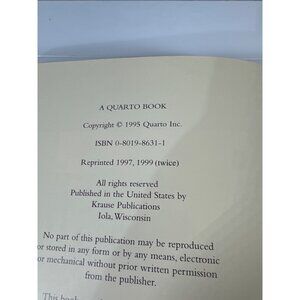 A QUARTO BOOK
Copyright © 1995 Quarto Inc.
ISBN 0-8019-8631-1
Reprinted 1997, 1999 (twice)
All rights reserved
Published in the United States by
Krause Publications
Iola, Wisconsin
No part of this publication may be reproduced
or stored in any form or by any means, electronic
or mechanical without prior written permission
from the publisher.
This book